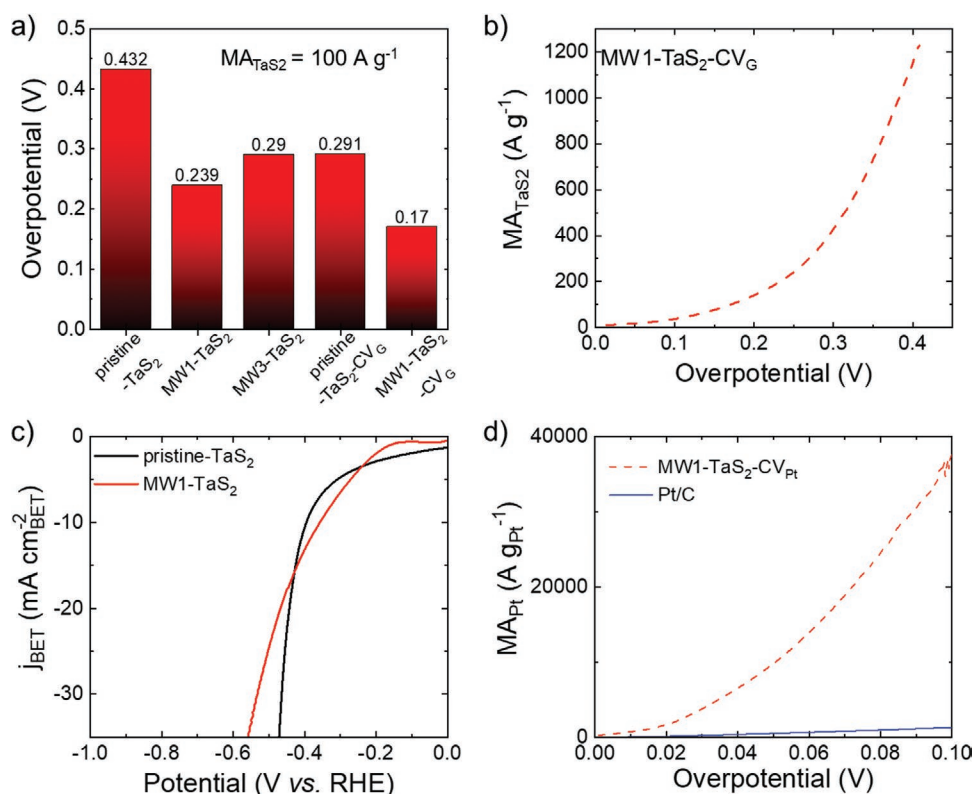 a)
MA_TaS2 = 100 A g⁻¹
Overpotential (V)
0.5
0.4
0.3
0.2
0.1
0.0
0.432
0.239
0.29
0.291
0.17
pristine
-TaS₂
MW1-TaS₂
MW3-TaS₂
pristine
-TaS₂-CV_G
MW1-TaS₂
-CV_G
b)
MW1-TaS₂-CV_G
MA_TaS2 (A g⁻¹)
1200
1000
800
600
400
200
0
0.0 0.1 0.2 0.3 0.4
Overpotential (V)
c)
pristine-TaS₂
MW1-TaS₂
j_BET (mA cm⁻²_BET)
0
-10
-20
-30
-1.0 -0.8 -0.6 -0.4 -0.2 0.0
Potential (V vs. RHE)
d)
MW1-TaS₂-CV_Pt
Pt/C
MA_Pt (A g_Pt⁻¹)
40000
20000
0
0.00 0.02 0.04 0.06 0.08 0.10
Overpotential (V)